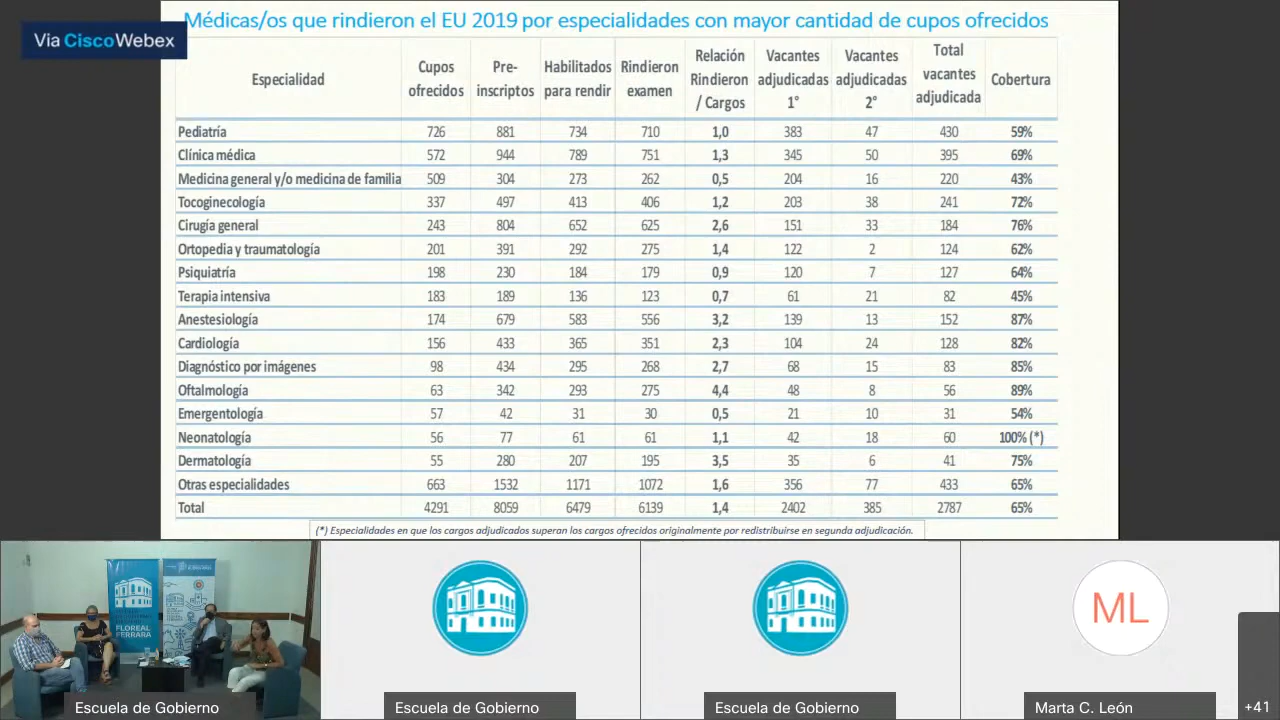 Médicas/os que rindieron el EU 2019 por especialidades con mayor cantidad de cupos ofrecidos
Via Cisco Webex
Especialidad Cupos ofrecidos Pre-inscriptos Habilitados para rendir Rindieron examen Relación Rindieron / Cargos Vacantes adjudicadas 1° Vacantes adjudicadas 2° Total vacantes adjudicada Cobertura
Pediatría 726 881 734 710 1,0 383 47 430 59%
Clínica médica 572 944 789 751 1,3 345 50 395 69%
Medicina general y/o medicina de familia 509 304 273 262 0,5 204 16 220 43%
Tocoginecología 337 497 413 406 1,2 203 38 241 72%
Cirugía general 243 804 652 625 2,6 151 33 184 76%
Ortopedia y traumatología 201 391 292 275 1,4 122 2 124 62%
Psiquiatría 198 230 184 179 0,9 120 7 127 64%
Terapia intensiva 183 189 136 123 0,7 61 21 82 45%
Anestesiología 174 679 583 556 3,2 139 13 152 87%
Cardiología 156 433 365 351 2,3 104 24 128 82%
Diagnóstico por imágenes 98 434 295 268 2,7 68 15 83 85%
Oftalmología 63 342 293 275 4,4 48 8 56 89%
Emergentología 57 42 31 30 0,5 21 10 31 54%
Neonatología 56 77 61 61 1,1 42 18 60 100% (*)
Dermatología 55 280 207 195 3,5 35 6 41 75%
Otras especialidades 663 1532 1171 1072 1,6 356 77 433 65%
Total 4291 8059 6479 6139 1,4 2402 385 2787 65%
(*) Especialidades en que los cargos adjudicados superan los cargos ofrecidos originalmente por redistribuirse en segunda adjudicación.
FLOREAL
FERRARA
ML
Escuela de Gobierno
Escuela de Gobierno
Escuela de Gobierno
Marta C. León
+41